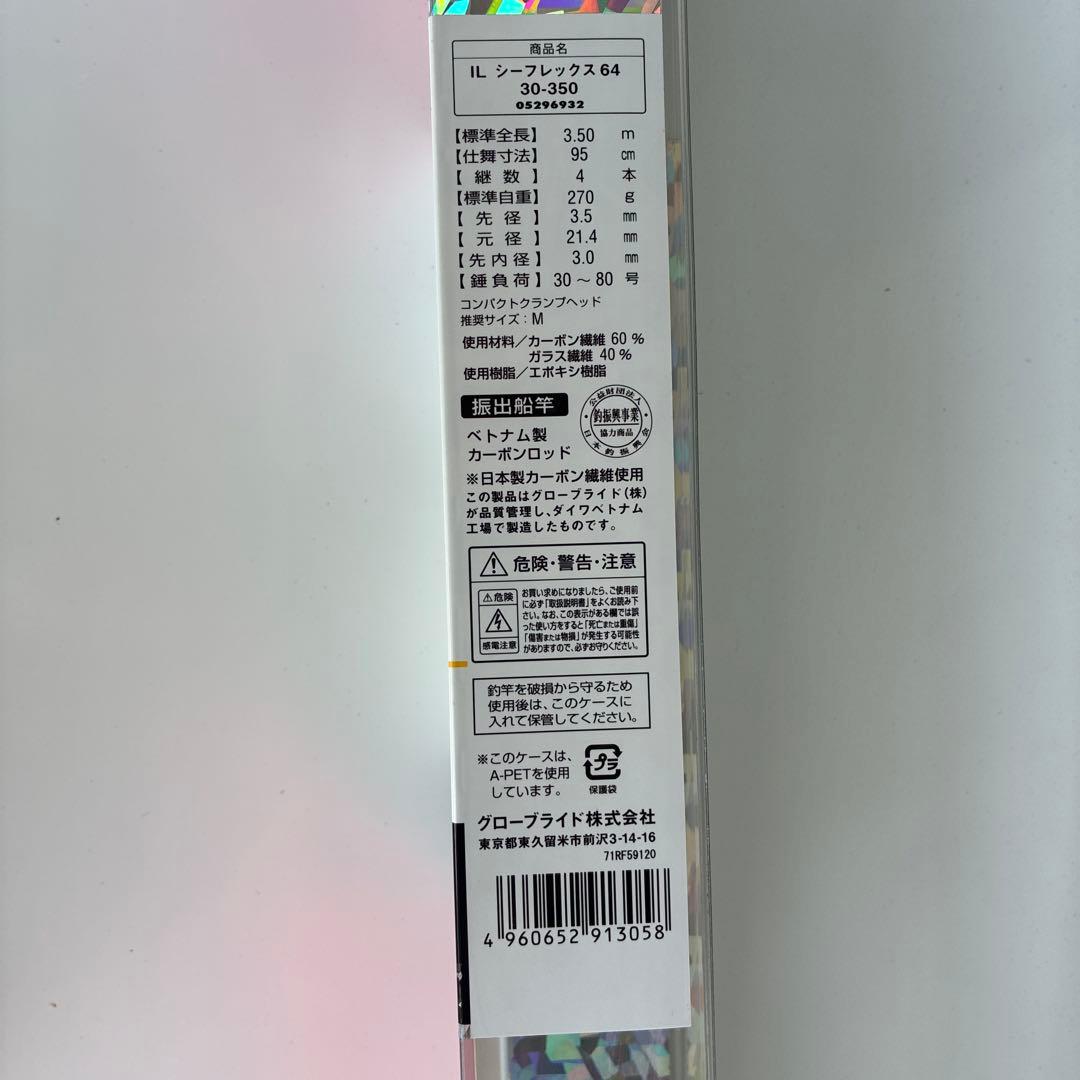 商品名
IL シーフレックス64
30-350
05296932
【標準全長】 3.50 m
【仕舞寸法】 95 cm
【継数】 4 本
【標準自重】 270 g
【先径】 3.5 mm
【元径】 21.4 mm
【先内径】 3.0 mm
【錘負荷】 30～80 号
コンパクトクランプヘッド
推奨サイズ：M
使用材料／カーボン繊維 60 %
ガラス繊維 40 %
使用樹脂／エポキシ樹脂
振出船竿
公益財団法人
釣振興事業
協力商品
日本釣振興会
ベトナム製
カーボンロッド
※日本製カーボン繊維使用
この製品はグローブライド（株）
が品質管理し、ダイワベトナム
工場で製造したものです。
⚠危険・警告・注意
⚠危険
感電注意
お買い求めになりましたら、ご使用前
に必ず「取扱説明書」をよくお読み下
さい。なお、この表示がある欄では誤
った使い方をすると「死亡または重傷」
「傷害または物損」が発生する可能性
がありますので、必ずお守りください。
釣竿を破損から守るため
使用後は、このケースに
入れて保管してください。
※このケースは、
A-PETを使用
しています。
プラ
保護袋
グローブライド株式会社
東京都東久留米市前沢3-14-16
71RF59120
4 960652 913058